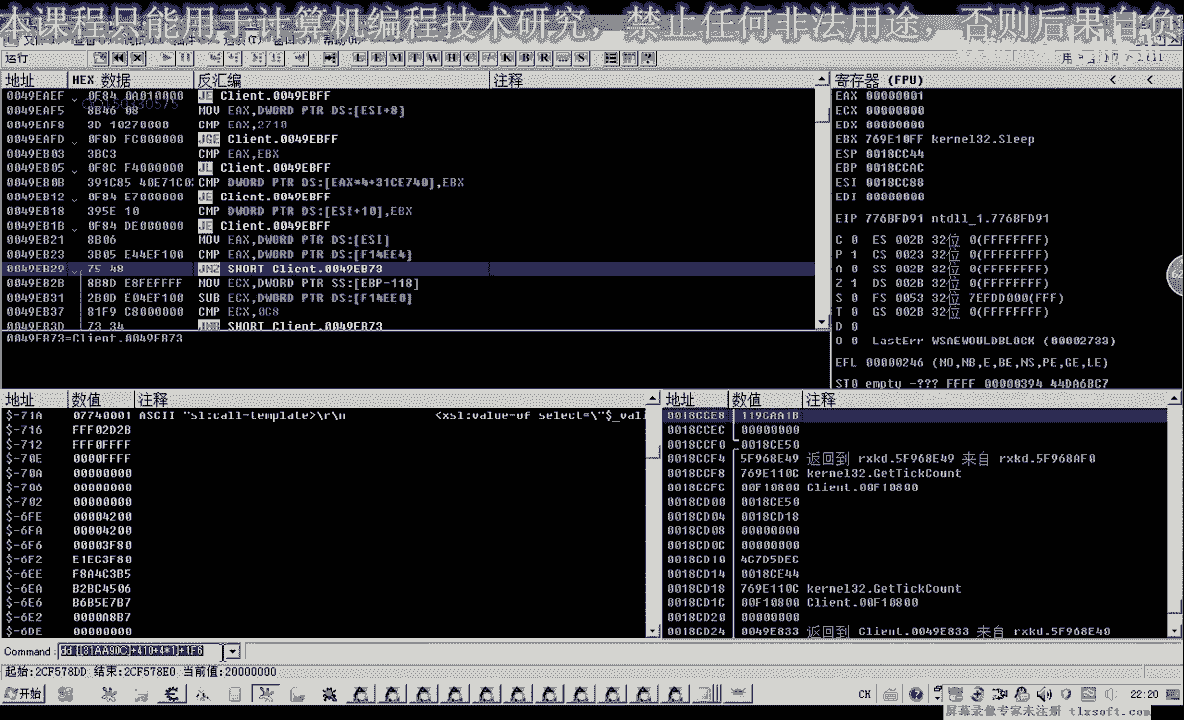 本课程只能用于计算机编程技术研究，禁止任何非法用途，否则后果自负
运行
L E M T W H C / K B R ... S
地址 HEX 数据 反汇编 注释
0049EAEF 0F84 0A010000 JE Client.0049EBFF
0049EAF5 8B46 08 MOV EAX,DWORD PTR DS:[ESI+8]
0049EAF8 3D 10270000 CMP EAX,2710
0049EAFD 0F8D FC000000 JGE Client.0049EBFF
0049EB03 3BC3 CMP EAX,EBX
0049EB05 0F8C F4000000 JL Client.0049EBFF
0049EB0B 391C85 40E71C0 CMP DWORD PTR DS:[EAX*4+31CE740],EBX
0049EB12 0F84 E7000000 JE Client.0049EBFF
0049EB18 395E 10 CMP DWORD PTR DS:[ESI+10],EBX
0049EB1B 0F84 DE000000 JE Client.0049EBFF
0049EB21 8B06 MOV EAX,DWORD PTR DS:[ESI]
0049EB23 3B05 E44EF100 CMP EAX,DWORD PTR DS:[F14EE4]
0049EB29 75 48 JNZ SHORT Client.0049EB73
0049EB2B 8B8D E8FEFFFF MOV ECX,DWORD PTR SS:[EBP-118]
0049EB31 2B0D E04EF100 SUB ECX,DWORD PTR DS:[F14EE0]
0049EB37 81F9 C8000000 CMP ECX,0C8
0049EB3D 73 34 JNB SHORT Client.0049EB73
0049EB73=Client.0049EB73
寄存器 (FPU) < <
EAX 00000001
ECX 00000000
EDX 00000000
EBX 769E10FF kernel32.Sleep
ESP 0018CC44
EBP 0018CCAC
ESI 0018CC88
EDI 00000000
EIP 776BFD91 ntdll_1.776BFD91
C 0 ES 002B 32位 0(FFFFFFFF)
P 1 CS 0023 32位 0(FFFFFFFF)
A 0 SS 002B 32位 0(FFFFFFFF)
Z 1 DS 002B 32位 0(FFFFFFFF)
S 0 FS 0053 32位 7EFDD000(FFF)
T 0 GS 002B 32位 0(FFFFFFFF)
D 0
O 0 LastErr WSAEWOULDBLOCK (00002733)
EFL 00000246 (NO,NB,E,BE,NS,PE,GE,LE)
ST0 empty -??? FFFF 00000394 44DA6BC7
地址 数值 注释
$-71A 07740001 ASCII "sl:call-template>\r\n <xsl:value-of select=\"$_val
$-716 FFF02D2B
$-712 FFF0FFFF
$-70E 0000FFFF
$-70A 00000000
$-706 00000000
$-702 00000000
$-6FE 00004200
$-6FA 00004200
$-6F6 00003F80
$-6F2 E1EC3F80
$-6EE F8A4C3B5
$-6EA B2BC4506
$-6E6 B6B5E7B7
$-6E2 0000A8B7
$-6DE 00000000
地址 数值 注释
0018CCE8 119CAA1B
0018CCEC 00000000
0018CCF0 0018CE50
0018CCF4 5F968E49 返回到 rxkd.5F968E49 来自 rxkd.5F968AF0
0018CCF8 769E110C kernel32.GetTickCount
0018CCFC 00F10800 Client.00F10800
0018CD00 0018CE50
0018CD04 0018CD18
0018CD08 00000000
0018CD0C 00000000
0018CD10 4C7D5DEC
0018CD14 0018CE44
0018CD18 769E110C kernel32.GetTickCount
0018CD1C 00F10800 Client.00F10800
0018CD20 00000000
0018CD24 0049E833 返回到 Client.0049E833 来自 rxkd.5F968E40
Command: dd [[31AA90C]+410+4*1]+1F6
起始:2CF578DD 结束:2CF578E0 当前值:20000000
开始 CH 22:20
屏幕录像专家未注册 tlxsoft.com